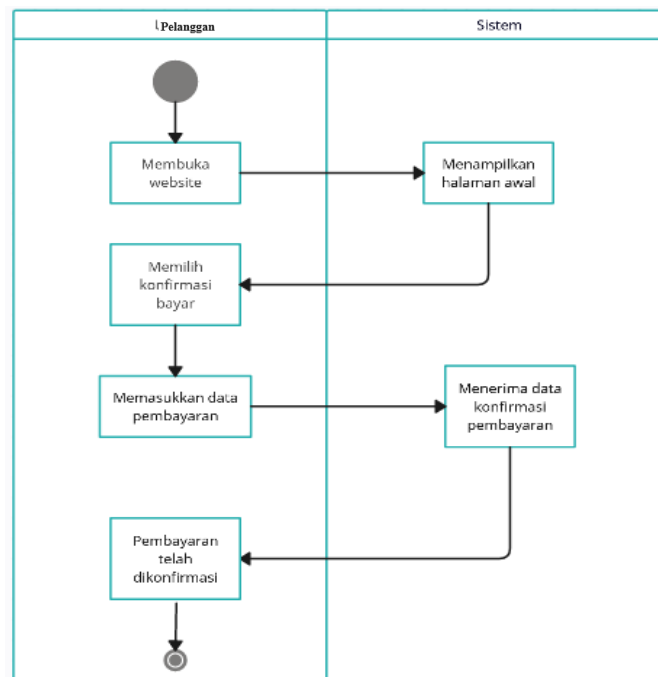 Pelanggan
Sistem
Membuka
website
Menampilkan
halaman awal
Memilih
konfirmasi
bayar
Memasukkan data
pembayaran
Menerima data
konfirmasi
pembayaran
Pembayaran
telah
dikonfirmasi